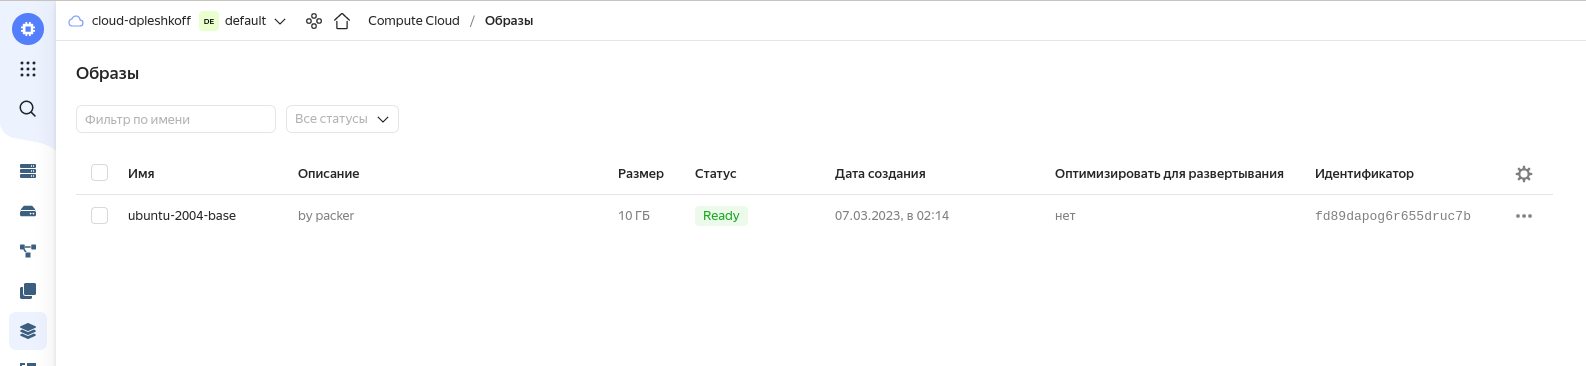 cloud-dpleshkoff DE default Compute Cloud / Образы
Образы
Фильтр по имени Все статусы
Имя Описание Размер Статус Дата создания Оптимизировать для развертывания Идентификатор
ubuntu-2004-base by packer 10 ГБ Ready 07.03.2023, в 02:14 нет fd89dapog6r655druc7b